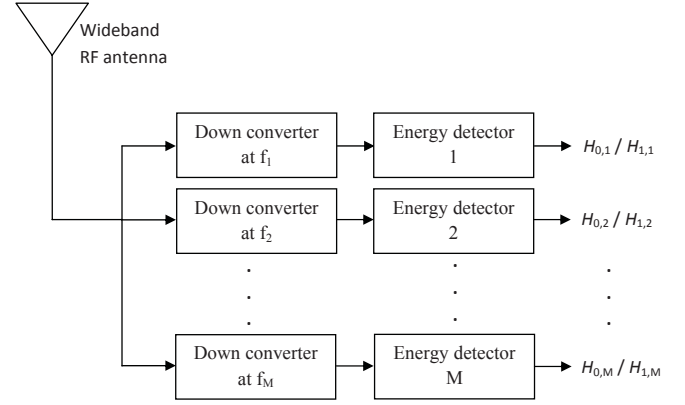 Wideband
RF antenna
Down converter
at f₁
Energy detector
1
H₀,₁ / H₁,₁
Down converter
at f₂
Energy detector
2
H₀,₂ / H₁,₂
Down converter
at f_M
Energy detector
M
H₀,M / H₁,M